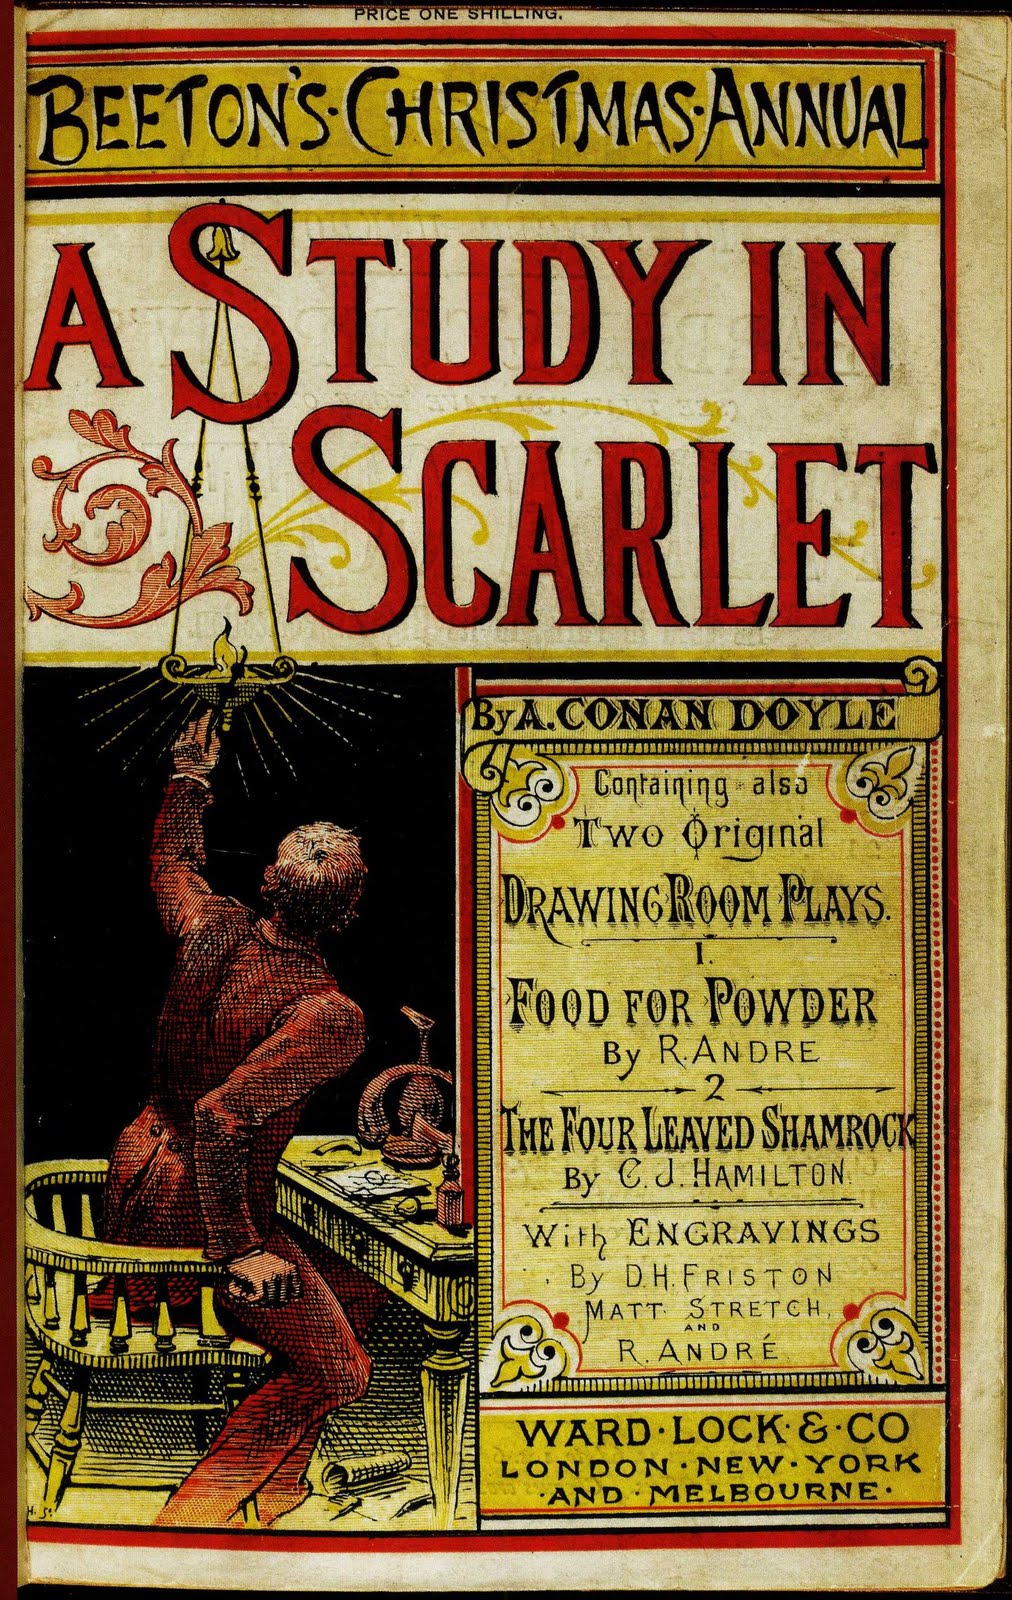 PRICE ONE SHILLING.
BEETON'S·CHRISTMAS·ANNUAL
A STUDY IN
SCARLET
By A. CONAN DOYLE
Containing also
Two Original
DRAWING ROOM PLAYS.
1.
FOOD FOR POWDER
By R. ANDRE
2
THE FOUR LEAVED SHAMROCK
By C. J. HAMILTON
With ENGRAVINGS
By D. H. FRISTON
MATT STRETCH,
AND
R. ANDRÉ
WARD·LOCK·&·CO
LONDON·NEW·YORK
·AND·MELBOURNE·